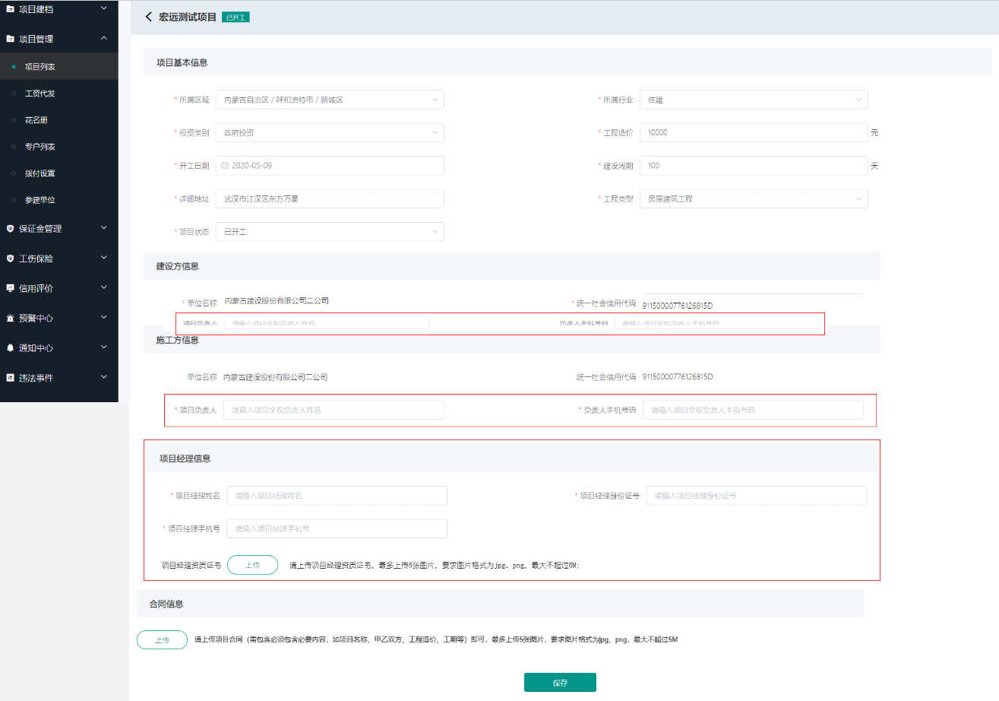 项目建档
项目管理
项目列表
工资代发
花名册
专户列表
拨付设置
参建单位
保证金管理
工伤保险
信用评价
预警中心
通知中心
违法事件
宏远测试项目 已开工
项目基本信息
* 所属区域 内蒙古自治区 / 呼和浩特市 / 新城区 * 所属行业 住建
* 投资类别 政府投资 * 工程造价 10000 元
* 开工日期 2020-05-09 * 建设周期 100 天
* 详细地址 武汉市江汉区东方万豪 * 工程类型 房屋建筑工程
* 项目状态 已开工
建设方信息
* 单位名称 内蒙古建设股份有限公司二公司 * 统一社会信用代码 91150000776126815D
项目负责人 请输入项目全权负责人姓名 负责人手机号码 请输入项目全权负责人手机号码
施工方信息
单位名称 内蒙古建设股份有限公司二公司 统一社会信用代码 91150000776126815D
* 项目负责人 请输入项目全权负责人姓名 * 负责人手机号码 请输入项目全权负责人手机号码
项目经理信息
* 项目经理姓名 请输入项目经理姓名 * 项目经理身份证号 请输入项目经理身份证号
* 项目经理手机号 请输入项目经理手机号
项目经理资质证书 上传 请上传项目经理资质证书，最多上传5张图片，要求图片格式为jpg、png，最大不超过5M;
合同信息
上传 请上传项目合同（需包含必须包含必要内容，如项目名称、甲乙双方、工程造价、工期等）即可，最多上传5张图片，要求图片格式为jpg、png，最大不超过5M
保存